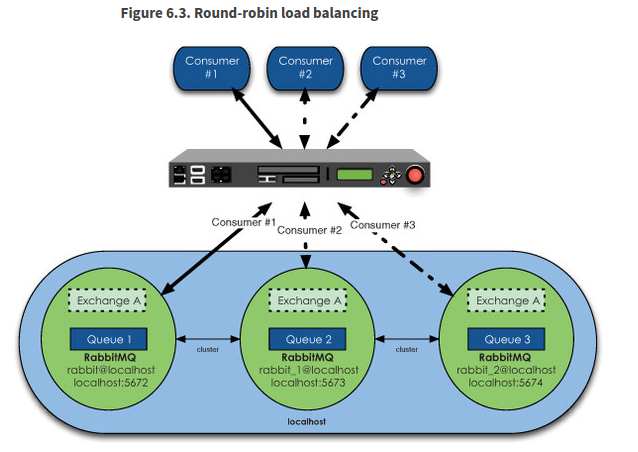 Figure 6.3. Round-robin load balancing
Consumer
#1
Consumer
#2
Consumer
#3
Consumer #1
Consumer #2
Consumer #3
Exchange A
Exchange A
Exchange A
Queue 1
Queue 2
Queue 3
RabbitMQ
rabbit@localhost
localhost:5672
cluster
RabbitMQ
rabbit_1@localhost
localhost:5673
cluster
RabbitMQ
rabbit_2@localhost
localhost:5674
localhost